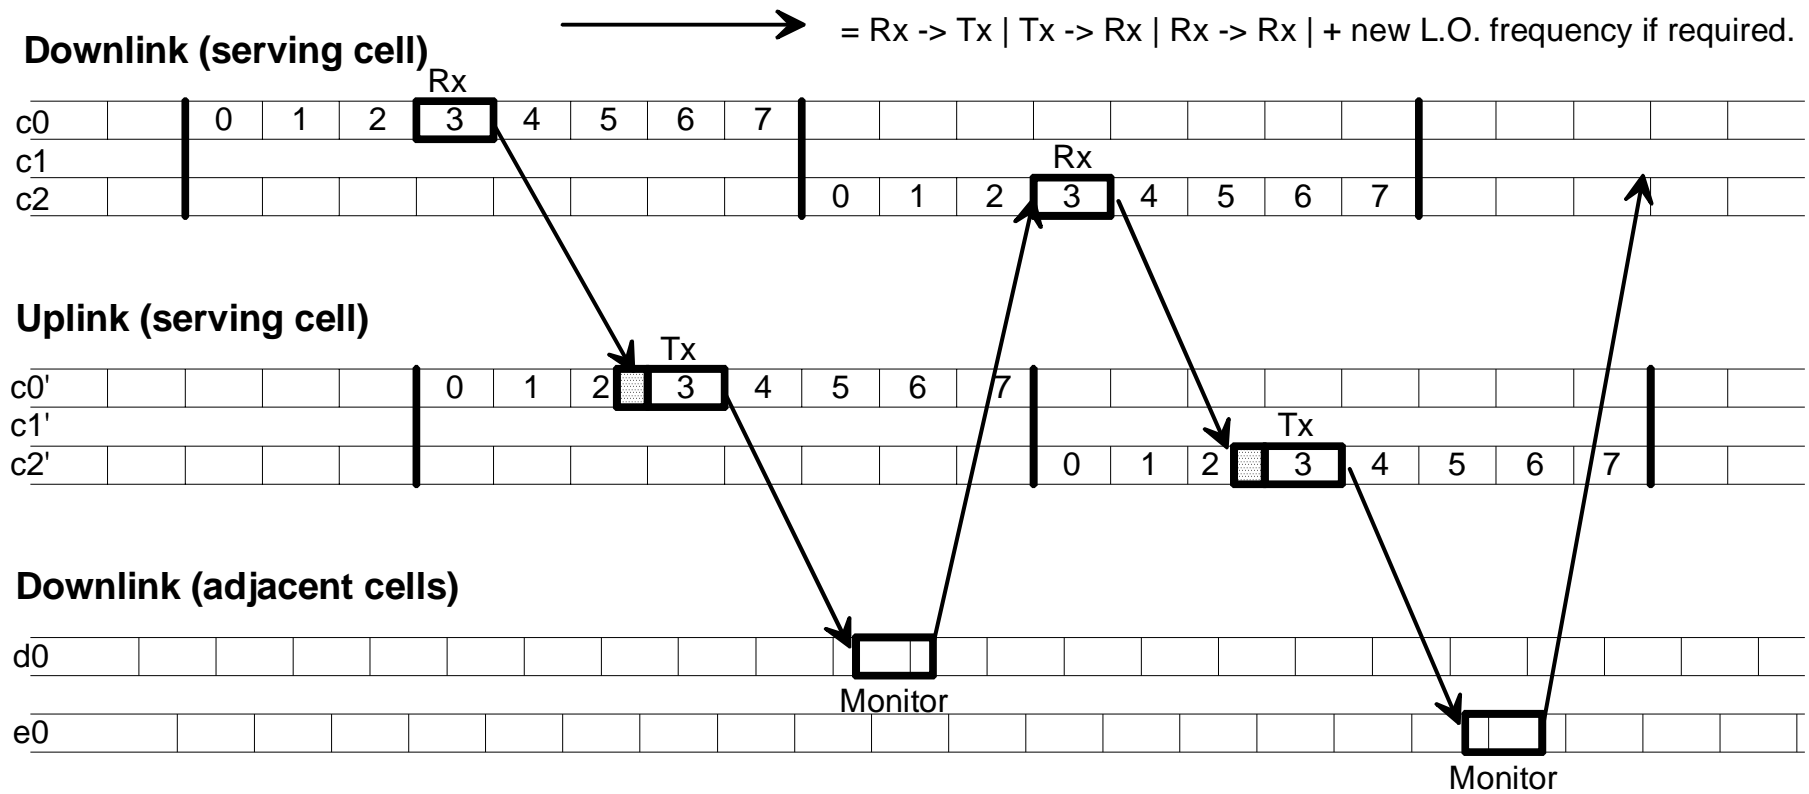 = Rx -> Tx | Tx -> Rx | Rx -> Rx | + new L.O. frequency if required.
Downlink (serving cell)
Rx
c0 0 1 2 3 4 5 6 7
c1 Rx
c2 0 1 2 3 4 5 6 7
Uplink (serving cell)
Tx
c0' 0 1 2 3 4 5 6 7
c1' Tx
c2' 0 1 2 3 4 5 6 7
Downlink (adjacent cells)
d0
Monitor
e0
Monitor